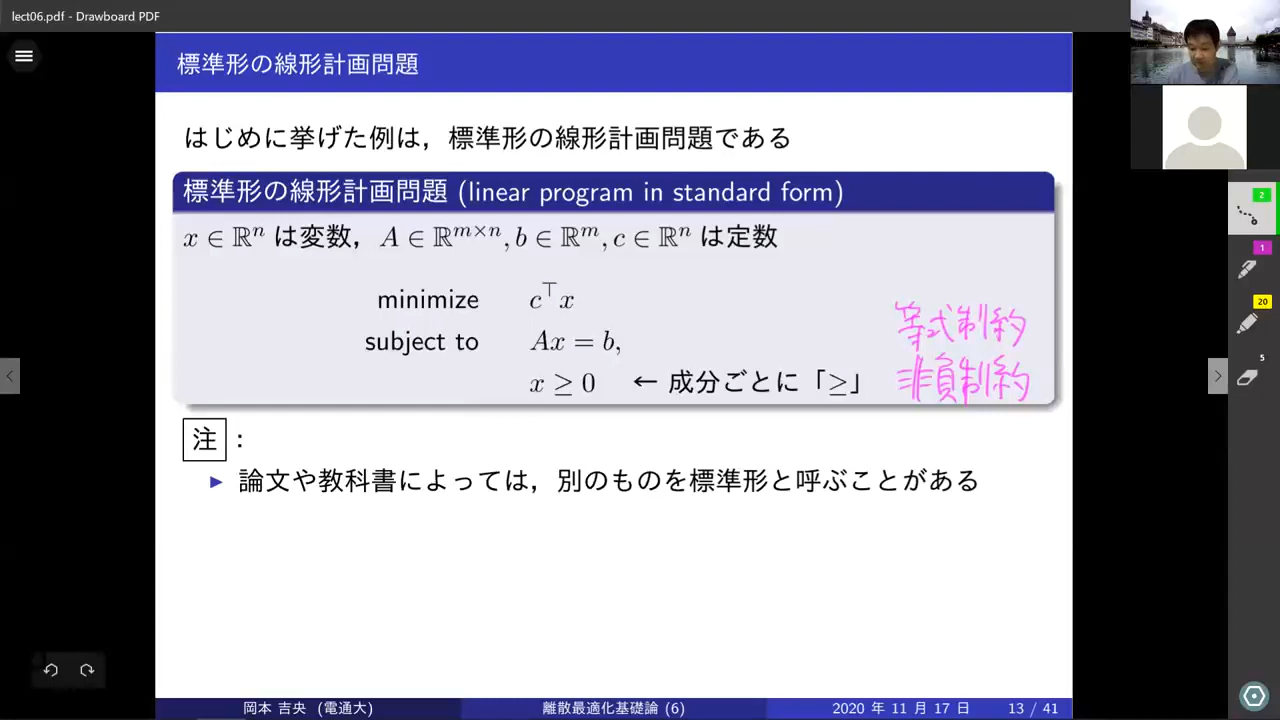 lect06.pdf - Drawboard PDF
標準形の線形計画問題
はじめに挙げた例は，標準形の線形計画問題である
標準形の線形計画問題 (linear program in standard form)
x ∈ ℝⁿ は変数，A ∈ ℝᵐˣⁿ, b ∈ ℝᵐ, c ∈ ℝⁿ は定数
minimize c⊤x
subject to Ax = b, 等式制約
x ≥ 0 ← 成分ごとに「≥」 非負制約
注 :
▶ 論文や教科書によっては，別のものを標準形と呼ぶことがある
岡本 吉央 (電通大) 離散最適化基礎論 (6) 2020 年 11 月 17 日 13 / 41
2
1
20
5